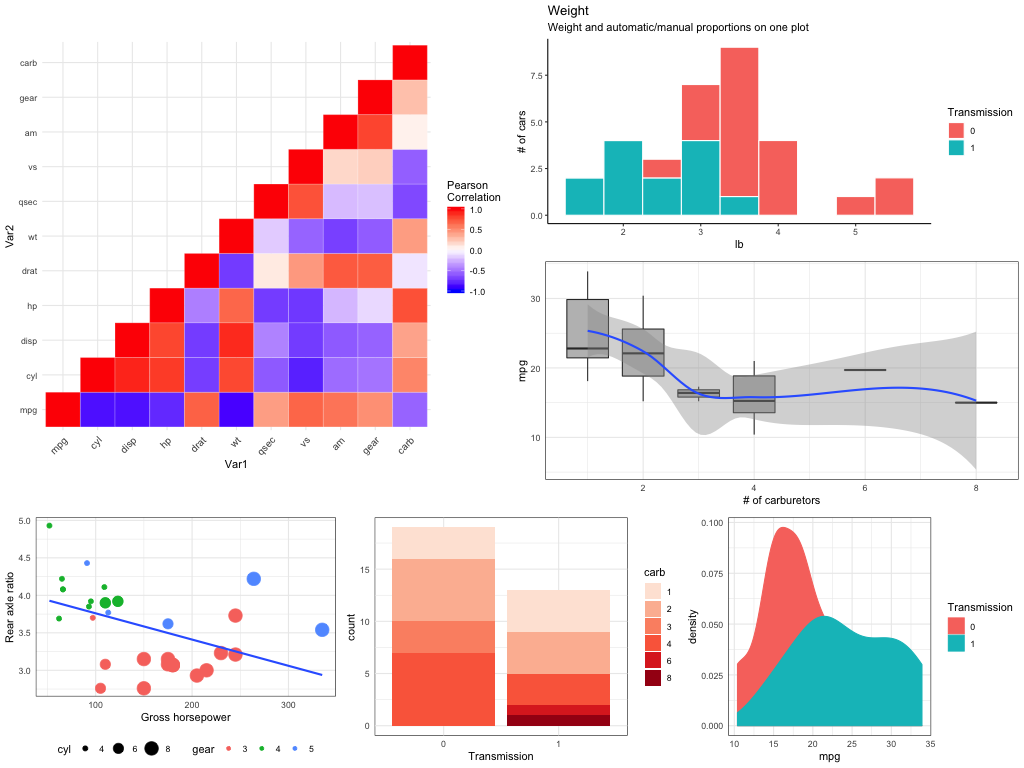 carb
gear
am
vs
qsec
wt
drat
hp
disp
cyl
mpg
Var2
mpg cyl disp hp drat wt qsec vs am gear carb
Var1
Pearson
Correlation
1.0
0.5
0.0
-0.5
-1.0
Weight
Weight and automatic/manual proportions on one plot
7.5
5.0
2.5
0.0
# of cars
2 3 4 5
lb
Transmission
0
1
30
20
10
mpg
2 4 6 8
# of carburetors
5.0
4.5
4.0
3.5
3.0
Rear axle ratio
100 200 300
Gross horsepower
cyl 4 6 8 gear 3 4 5
15
10
5
0
count
0 1
Transmission
carb
1
2
3
4
6
8
0.100
0.075
0.050
0.025
0.000
density
10 15 20 25 30 35
mpg
Transmission
0
1